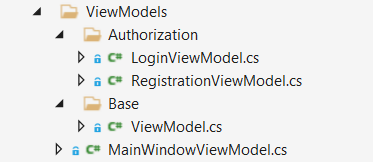 ViewModels
Authorization
C# LoginViewModel.cs
C# RegistrationViewModel.cs
Base
C# ViewModel.cs
C# MainWindowViewModel.cs